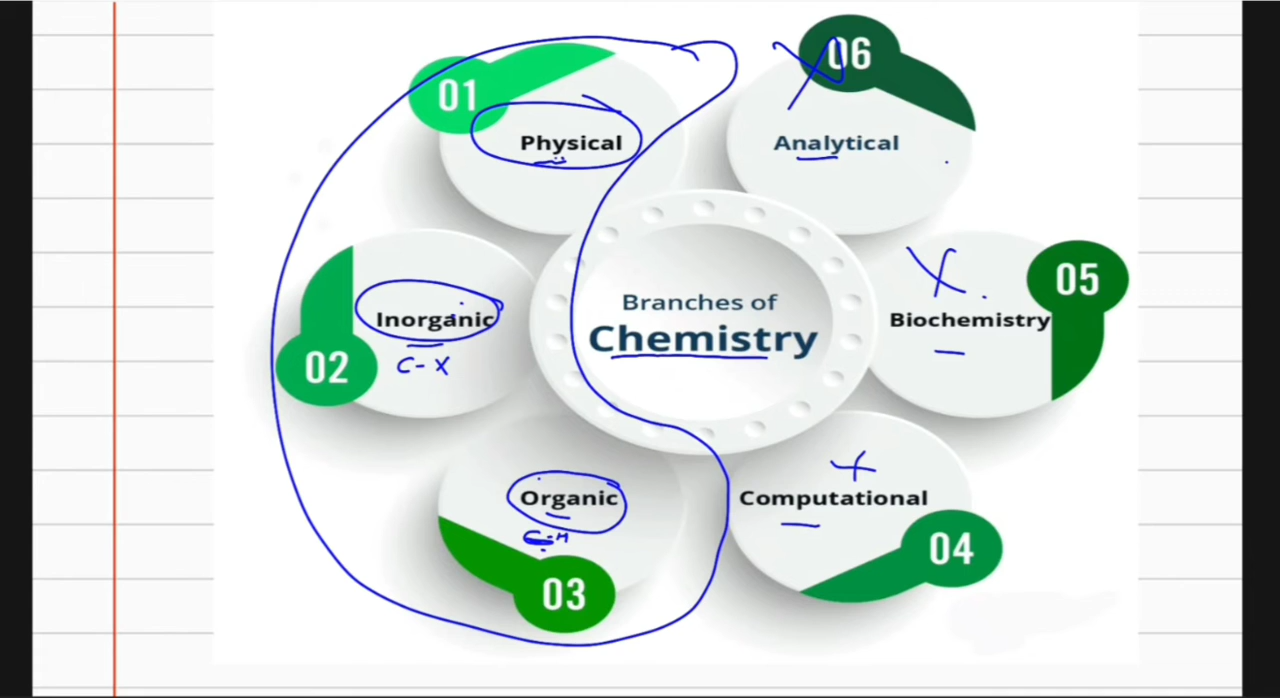 01
Physical
06
Analytical
02
Inorganic
C-X
Branches of
Chemistry
05
Biochemistry
03
Organic
C-H
04
Computational